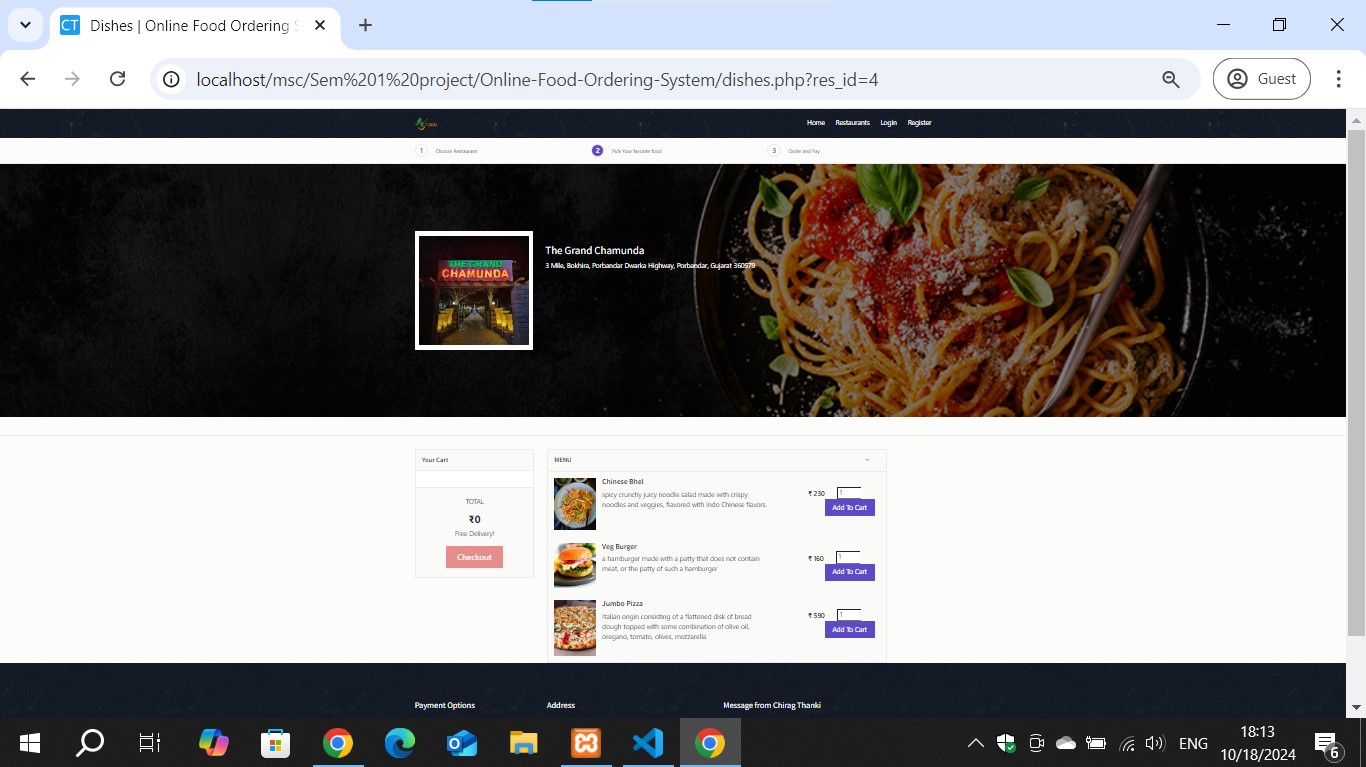 CT Dishes | Online Food Ordering S
localhost/msc/Sem%201%20project/Online-Food-Ordering-System/dishes.php?res_id=4
Guest
Home Restaurants Login Register
1 Choose Restaurant 2 Pick Your favorite food 3 Order and Pay
THE GRAND
CHAMUNDA
The Grand Chamunda
3 Mile, Bokhira, Porbandar Dwarka Highway, Porbandar, Gujarat 360579
Your Cart
TOTAL
₹0
Free Delivery!
Checkout
MENU
Chinese Bhel
spicy crunchy juicy noodle salad made with crispy
noodles and veggies, flavored with Indo Chinese flavors.
₹ 230 1
Add To Cart
Veg Burger
a hamburger made with a patty that does not contain
meat, or the patty of such a hamburger
₹ 160 1
Add To Cart
Jumbo Pizza
Italian origin consisting of a flattened disk of bread
dough topped with some combination of olive oil,
oregano, tomato, olives, mozzarella
₹ 590 1
Add To Cart
Payment Options Address Message from Chirag Thanki
ENG
18:13
10/18/2024
6